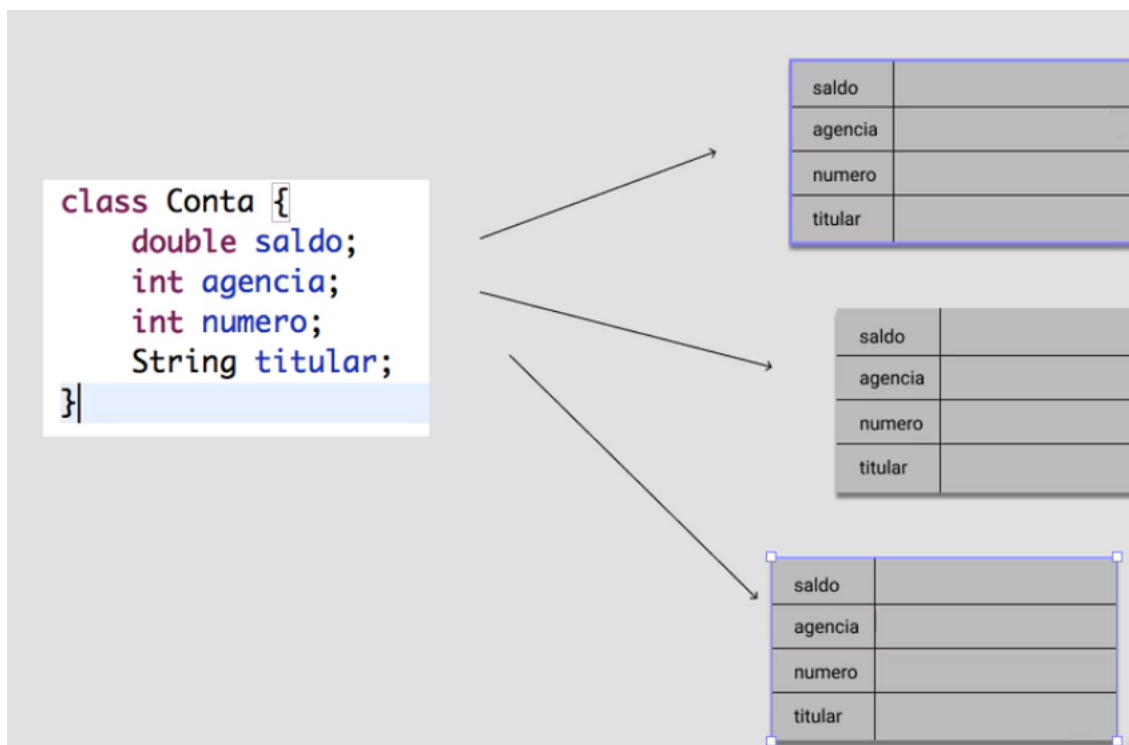 class Conta {
double saldo;
int agencia;
int numero;
String titular;
}
saldo
agencia
numero
titular
saldo
agencia
numero
titular
saldo
agencia
numero
titular